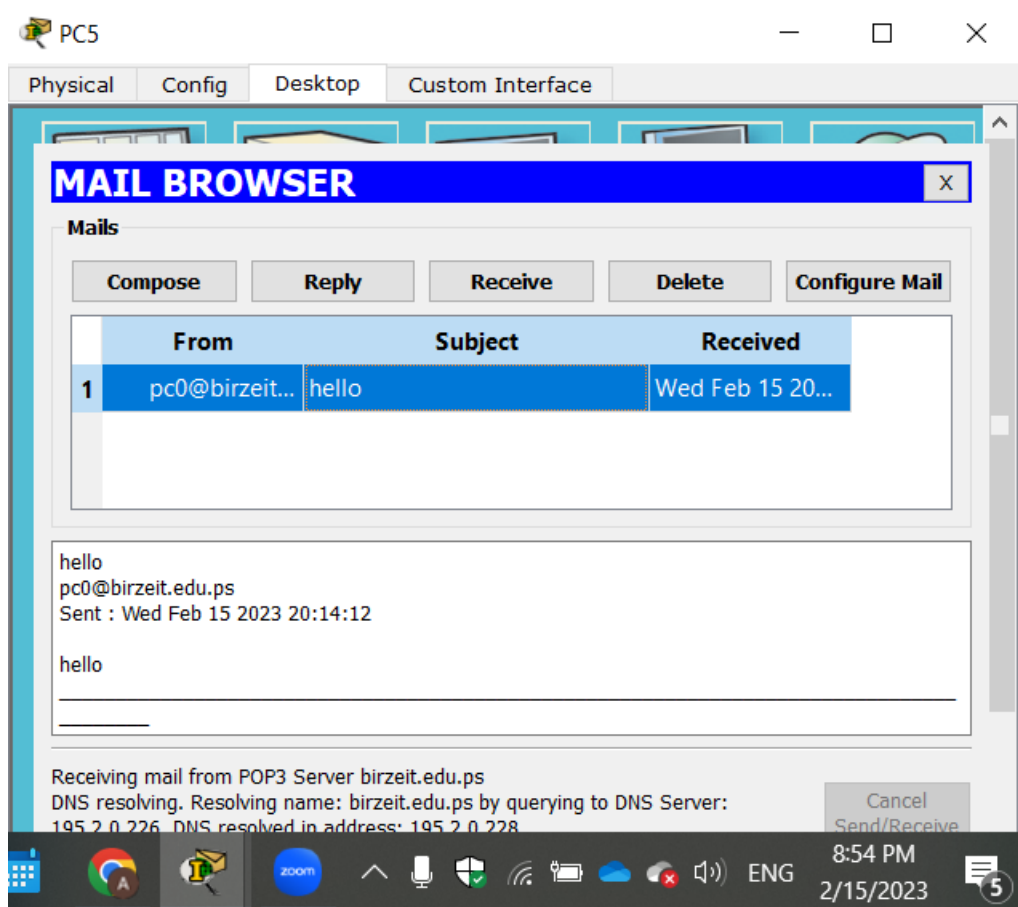 PC5
Physical Config Desktop Custom Interface
MAIL BROWSER X
Mails
Compose Reply Receive Delete Configure Mail
From Subject Received
1 pc0@birzeit... hello Wed Feb 15 20...
hello
pc0@birzeit.edu.ps
Sent : Wed Feb 15 2023 20:14:12
hello
Receiving mail from POP3 Server birzeit.edu.ps
DNS resolving. Resolving name: birzeit.edu.ps by querying to DNS Server:
195.2.0.226 DNS resolved in address: 195.2.0.228
Cancel
Send/Receive
A zoom ENG 8:54 PM
2/15/2023 5